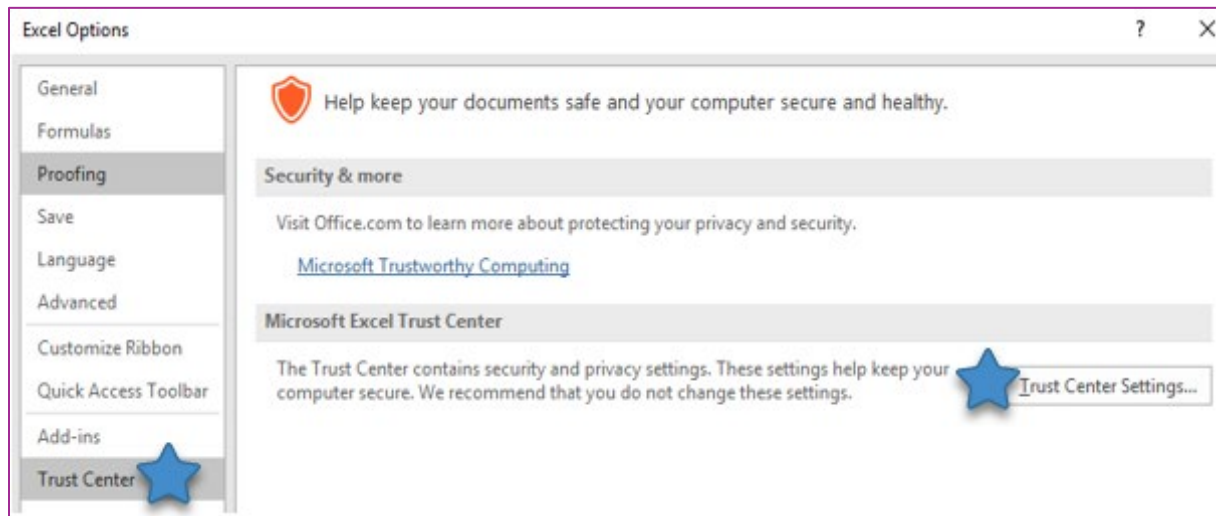 Excel Options
?
X
General
Formulas
Proofing
Save
Language
Advanced
Customize Ribbon
Quick Access Toolbar
Add-ins
Trust Center
Help keep your documents safe and your computer secure and healthy.
Security & more
Visit Office.com to learn more about protecting your privacy and security.
Microsoft Trustworthy Computing
Microsoft Excel Trust Center
The Trust Center contains security and privacy settings. These settings help keep your
computer secure. We recommend that you do not change these settings.
Trust Center Settings...